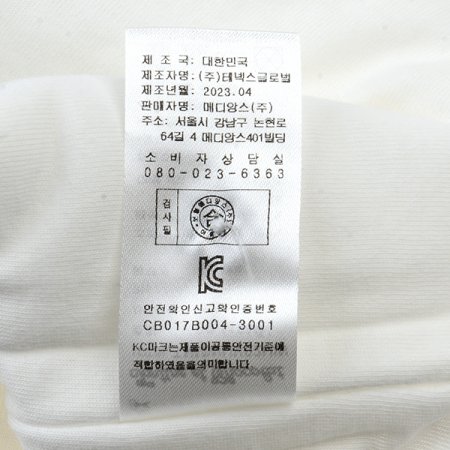 제 조 국: 대한민국
제조자명: (주)테넥스글로벌
제조년월: 2023.04
판매자명: 메디앙스(주)
주소: 서울시 강남구 논현로
64길 4 메디앙스401빌딩
소 비 자 상 담 실
080-023-6363
검사필
안전확인신고확인증번호
CB017B004-3001
KC마크는제품이공통안전기준에
적합하였음을의미합니다